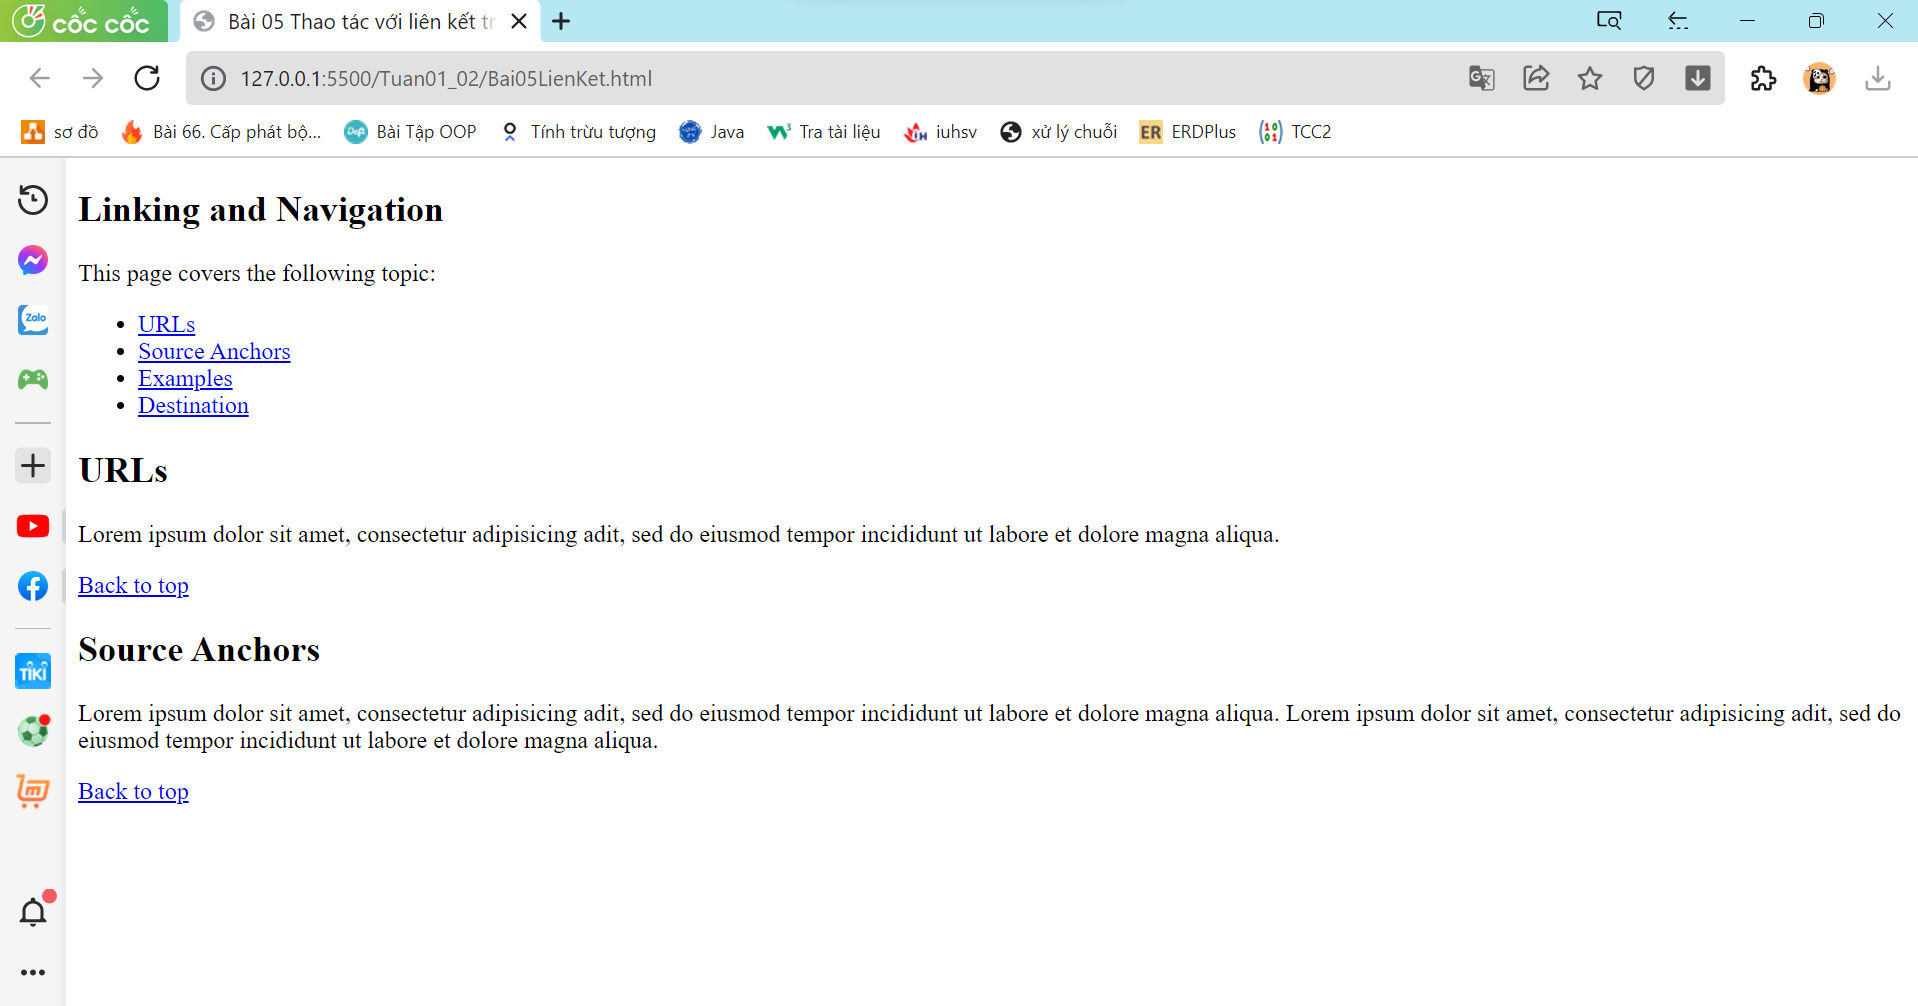 cốc cốc
Bài 05 Thao tác với liên kết tr
127.0.0.1:5500/Tuan01_02/Bai05LienKet.html
sơ đồ Bài 66. Cấp phát bộ... Bài Tập OOP Tính trừu tượng Java Tra tài liệu iuhsv xử lý chuỗi ER ERDPlus TCC2
Linking and Navigation
This page covers the following topic:
URLs
Zalo
Source Anchors
Examples
Destination
URLs
Lorem ipsum dolor sit amet, consectetur adipisicing adit, sed do eiusmod tempor incididunt ut labore et dolore magna aliqua.
Back to top
Source Anchors
TIKI
Lorem ipsum dolor sit amet, consectetur adipisicing adit, sed do eiusmod tempor incididunt ut labore et dolore magna aliqua. Lorem ipsum dolor sit amet, consectetur adipisicing adit, sed do
eiusmod tempor incididunt ut labore et dolore magna aliqua.
Back to top